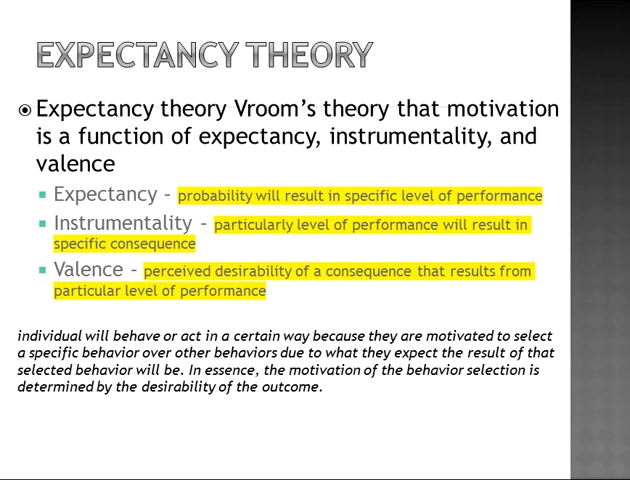 EXPECTANCY THEORY
Expectancy theory Vroom's theory that motivation
is a function of expectancy, instrumentality, and
valence
Expectancy – probability will result in specific level of performance
Instrumentality – particularly level of performance will result in
specific consequence
Valence – perceived desirability of a consequence that results from
particular level of performance
individual will behave or act in a certain way because they are motivated to select
a specific behavior over other behaviors due to what they expect the result of that
selected behavior will be. In essence, the motivation of the behavior selection is
determined by the desirability of the outcome.